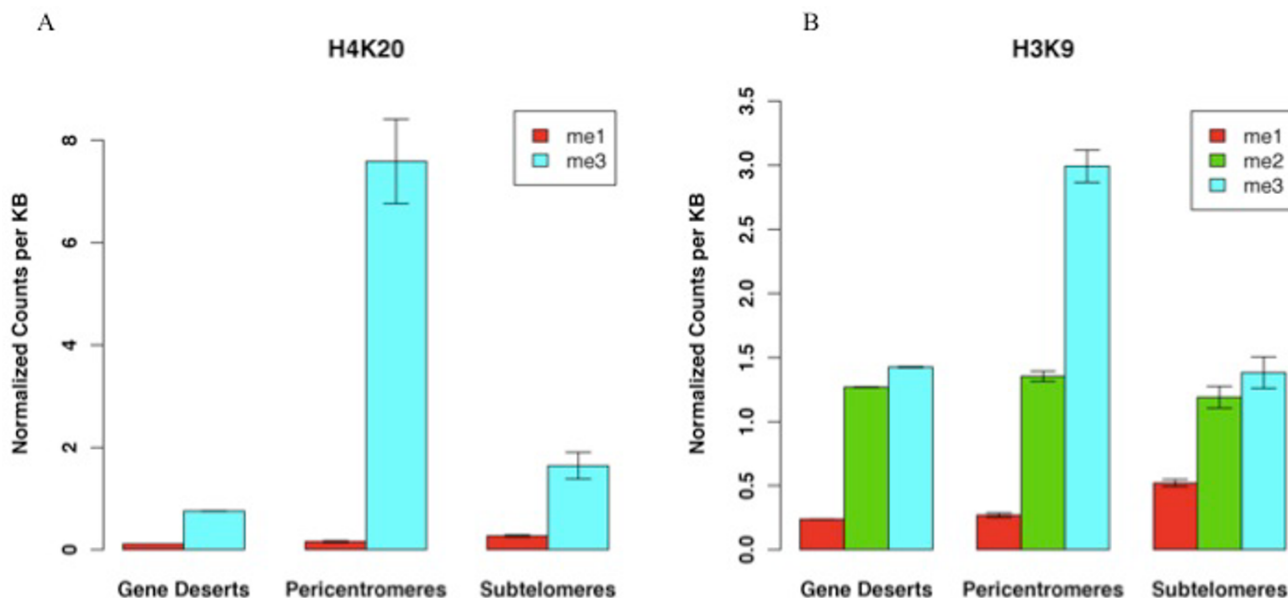 A
H4K20
Normalized Counts per KB
8
6
4
2
0
me1
me3
Gene Deserts
Pericentromeres
Subtelomeres
B
H3K9
Normalized Counts per KB
3.5
3.0
2.5
2.0
1.5
1.0
0.5
0.0
me1
me2
me3
Gene Deserts
Pericentromeres
Subtelomeres